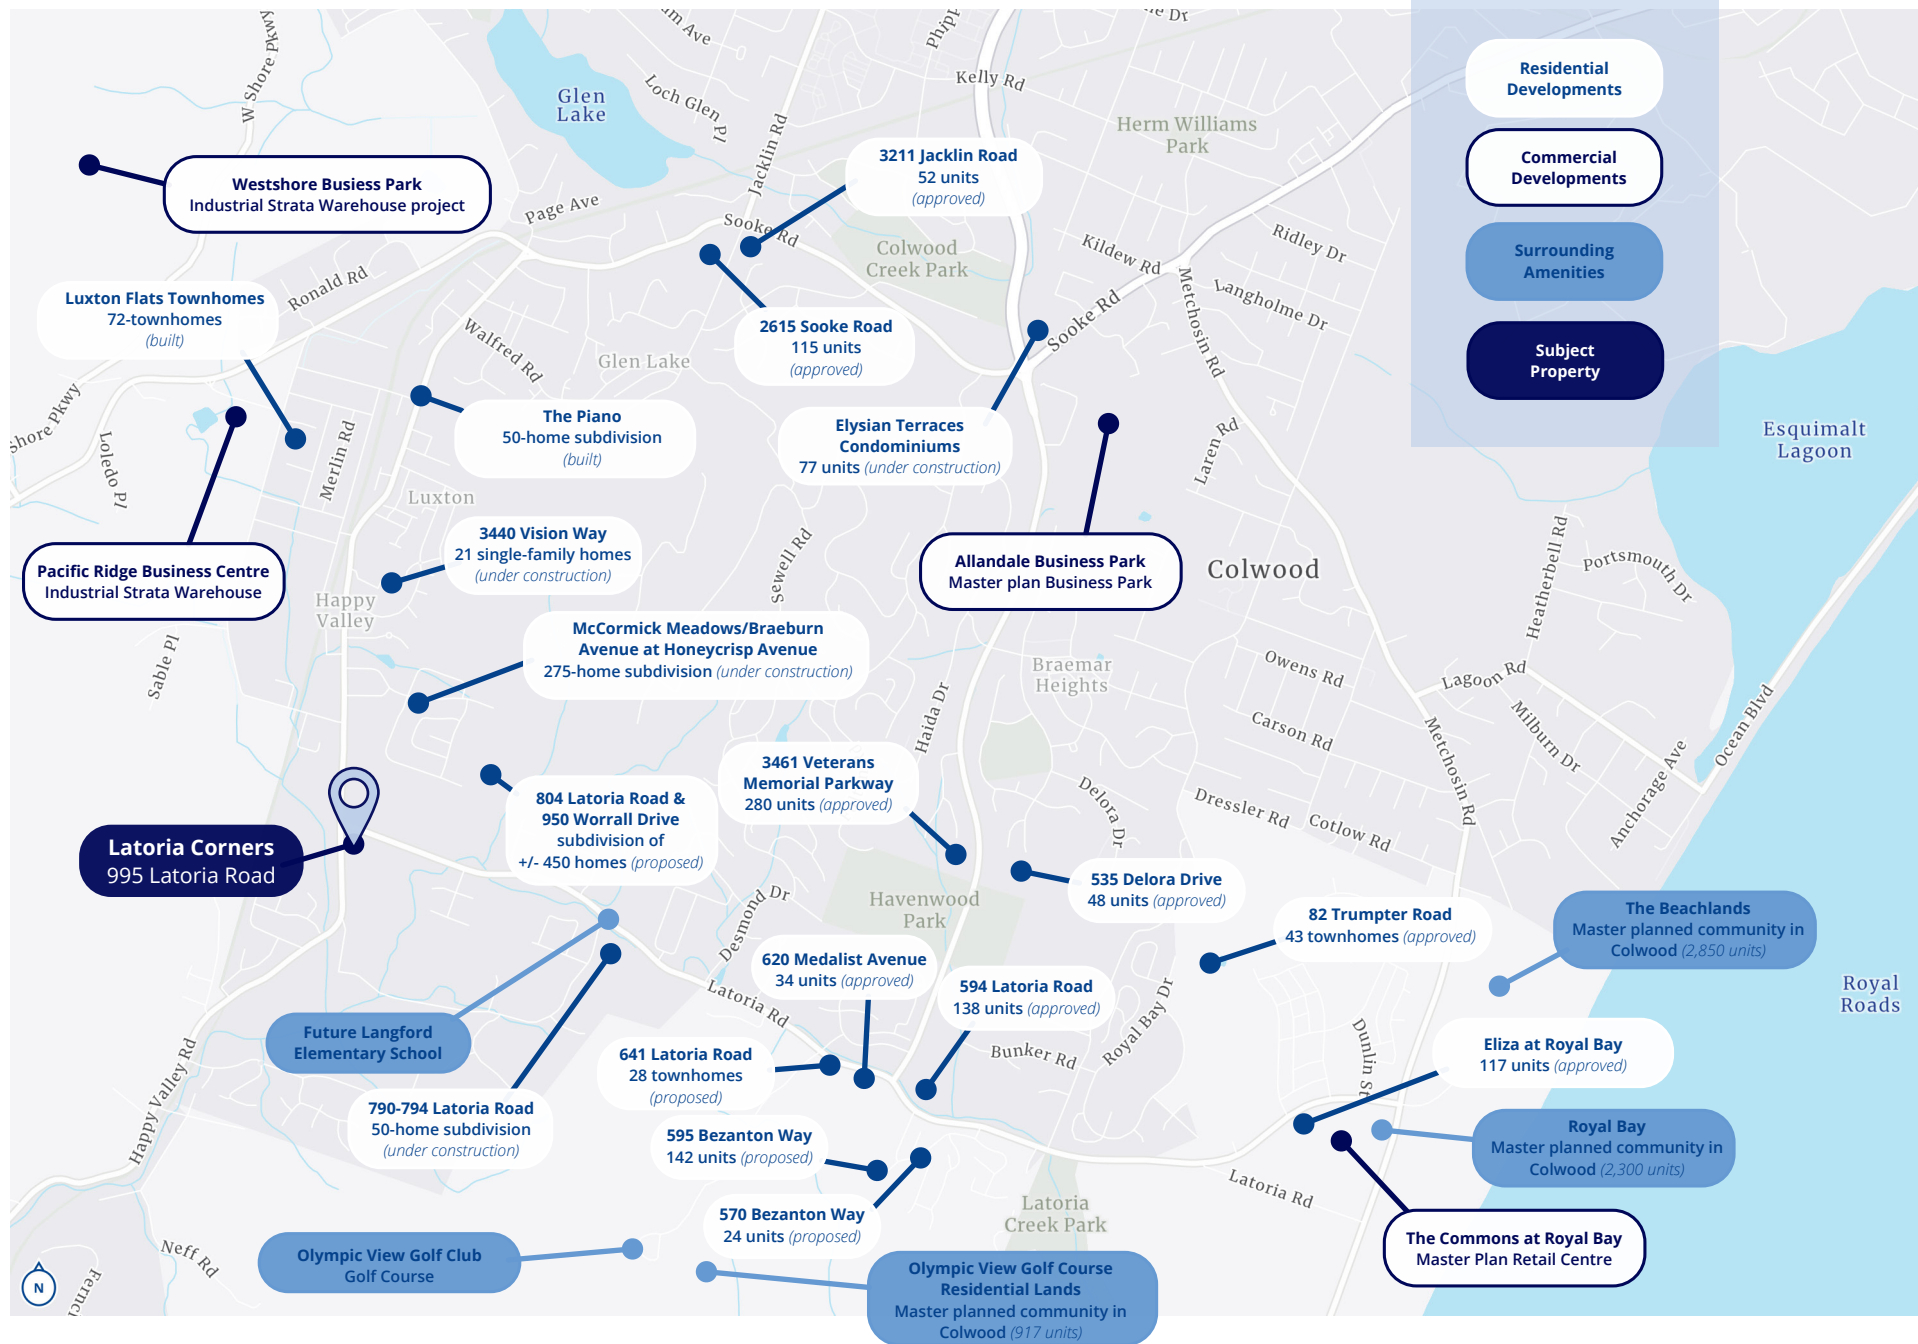 Residential
Developments
Commercial
Developments
Surrounding
Amenities
Subject
Property
W Shore Pkwy
Glen
Lake
Loch Glen Pl
Jacklin Rd
Kelly Rd
Herm Williams
Park
Westshore Busiess Park
Industrial Strata Warehouse project
Page Ave
3211 Jacklin Road
52 units
(approved)
Sooke Rd
Colwood
Creek Park
Kildew Rd
Ridley Dr
Langholme Dr
Metchosin Rd
Sooke Rd
Ronald Rd
Luxton Flats Townhomes
72-townhomes
(built)
Walfred Rd
Glen Lake
2615 Sooke Road
115 units
(approved)
Shore Pkwy
Loledo Pl
Merlin Rd
The Piano
50-home subdivision
(built)
Elysian Terraces
Condominiums
77 units (under construction)
Laren Rd
Esquimalt
Lagoon
Luxton
3440 Vision Way
21 single-family homes
(under construction)
Sewell Rd
Allandale Business Park
Master plan Business Park
Colwood
Heatherbell Rd
Portsmouth Dr
Pacific Ridge Business Centre
Industrial Strata Warehouse
Happy
Valley
Sable Pl
McCormick Meadows/Braeburn
Avenue at Honeycrisp Avenue
275-home subdivision (under construction)
Braemar
Heights
Haida Dr
Owens Rd
Lagoon Rd
Carson Rd
Milburn Dr
Metchosin Rd
Ocean Blvd
Anchorage Ave
3461 Veterans
Memorial Parkway
280 units (approved)
Delora Dr
Dressler Rd
Cotlow Rd
804 Latoria Road &
950 Worrall Drive
subdivision of
+/- 450 homes (proposed)
Latoria Corners
995 Latoria Road
Desmond Dr
Havenwood
Park
535 Delora Drive
48 units (approved)
82 Trumpter Road
43 townhomes (approved)
The Beachlands
Master planned community in
Colwood (2,850 units)
620 Medalist Avenue
34 units (approved)
594 Latoria Road
138 units (approved)
Royal Bay Dr
Royal
Roads
Latoria Rd
Future Langford
Elementary School
Happy Valley Rd
641 Latoria Road
28 townhomes
(proposed)
Bunker Rd
Dunlin St
Eliza at Royal Bay
117 units (approved)
790-794 Latoria Road
50-home subdivision
(under construction)
595 Bezanton Way
142 units (proposed)
Royal Bay
Master planned community in
Colwood (2,300 units)
570 Bezanton Way
24 units (proposed)
Latoria
Creek Park
Latoria Rd
The Commons at Royal Bay
Master Plan Retail Centre
Neff Rd
Olympic View Golf Club
Golf Course
Olympic View Golf Course
Residential Lands
Master planned community in
Colwood (917 units)
N